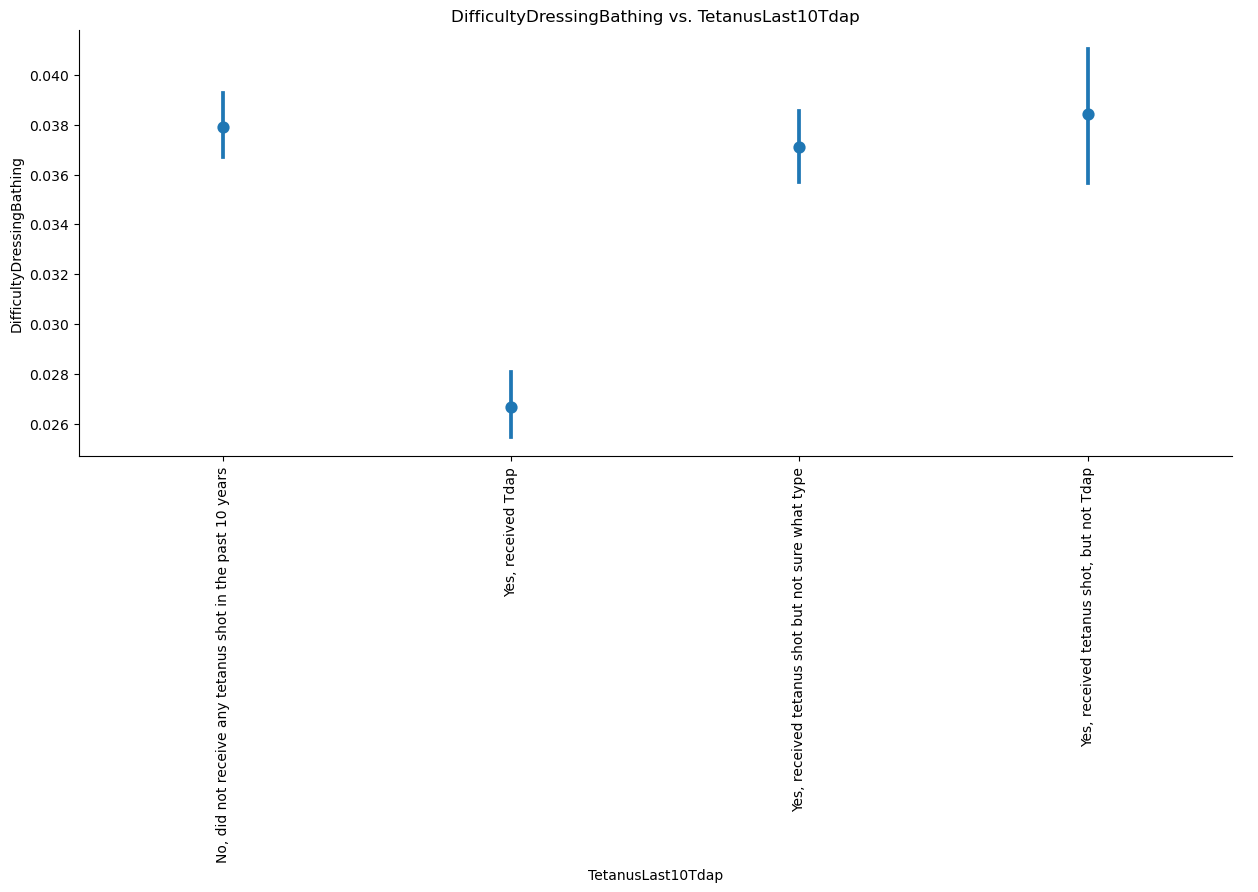 DifficultyDressingBathing vs. TetanusLast10Tdap
DifficultyDressingBathing
0.040
0.038
0.036
0.034
0.032
0.030
0.028
0.026
No, did not receive any tetanus shot in the past 10 years
Yes, received Tdap
Yes, received tetanus shot but not sure what type
Yes, received tetanus shot, but not Tdap
TetanusLast10Tdap